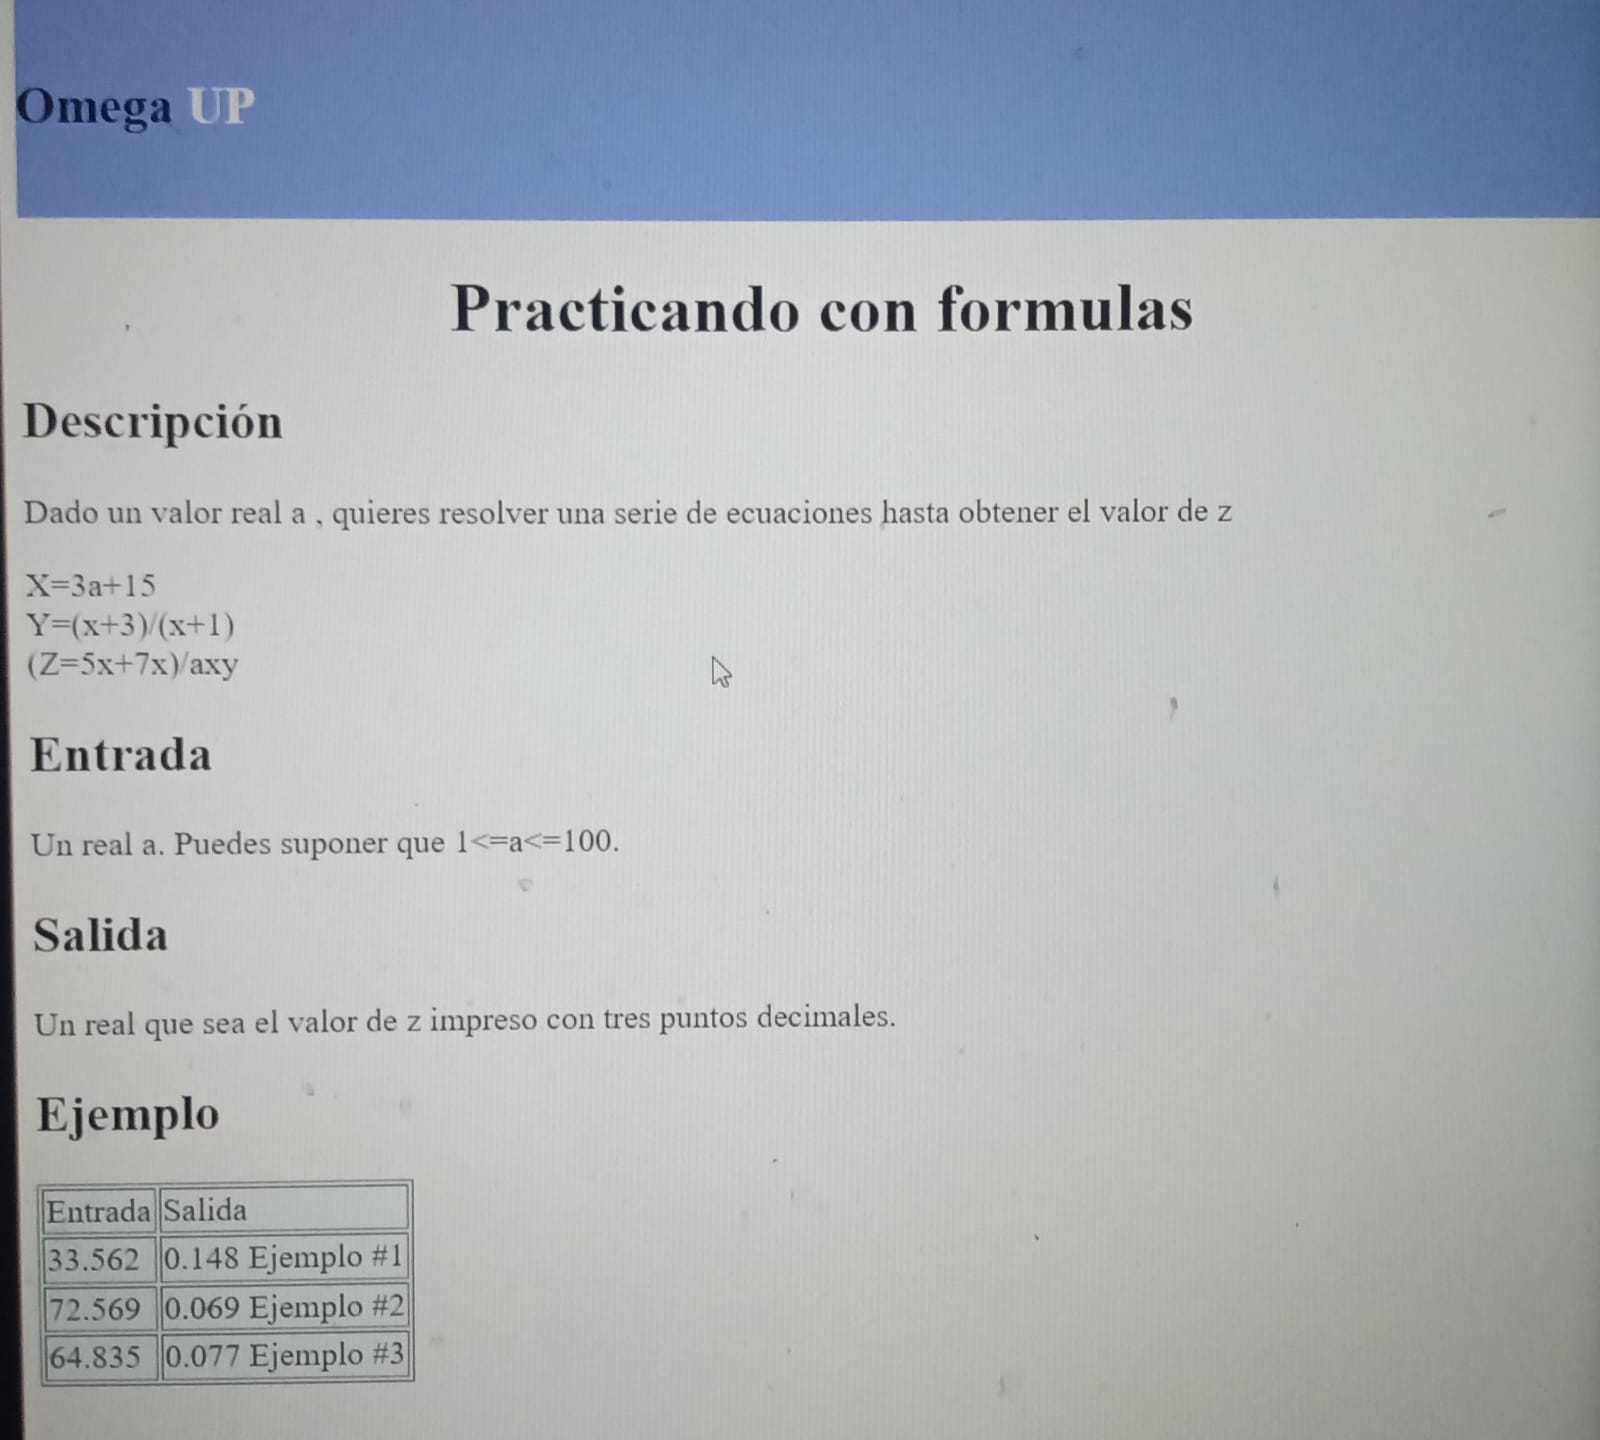 Omega UP
Practicando con formulas
Descripción
Dado un valor real a , quieres resolver una serie de ecuaciones hasta obtener el valor de z
X=3a+15
Y=(x+3)/(x+1)
(Z=5x+7x)/axy
Entrada
Un real a. Puedes suponer que 1<=a<=100.
Salida
Un real que sea el valor de z impreso con tres puntos decimales.
Ejemplo
Entrada Salida
33.562 0.148 Ejemplo #1
72.569 0.069 Ejemplo #2
64.835 0.077 Ejemplo #3